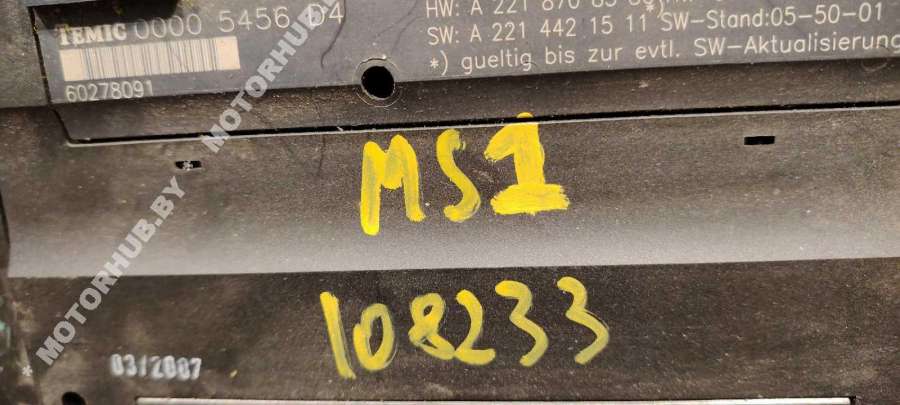 TEMIC 0000 5456 D4
60278091
HW: A 221 870
SW: A 221 442 15 11 SW-Stand:05-50-01
*) gueltig bis zur evtl. SW-Aktualisierung
MS1
108233
03/2007
* MOTORHUB.BY * MOTORHUB.BY